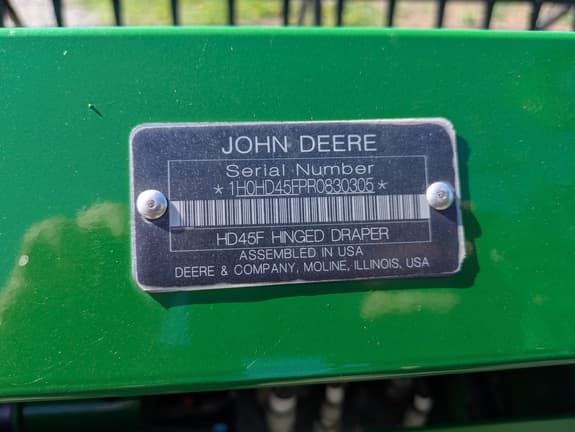 JOHN DEERE
Serial Number
*1H0HD45FPR0830305*
HD45F HINGED DRAPER
ASSEMBLED IN USA
DEERE & COMPANY, MOLINE, ILLINOIS, USA